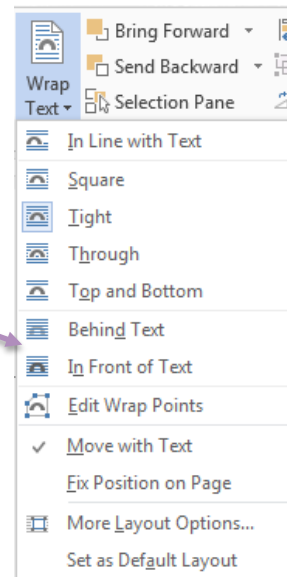 Bring Forward
Send Backward
Wrap
Text
Selection Pane
In Line with Text
Square
Tight
Through
Top and Bottom
Behind Text
In Front of Text
Edit Wrap Points
Move with Text
Fix Position on Page
More Layout Options...
Set as Default Layout